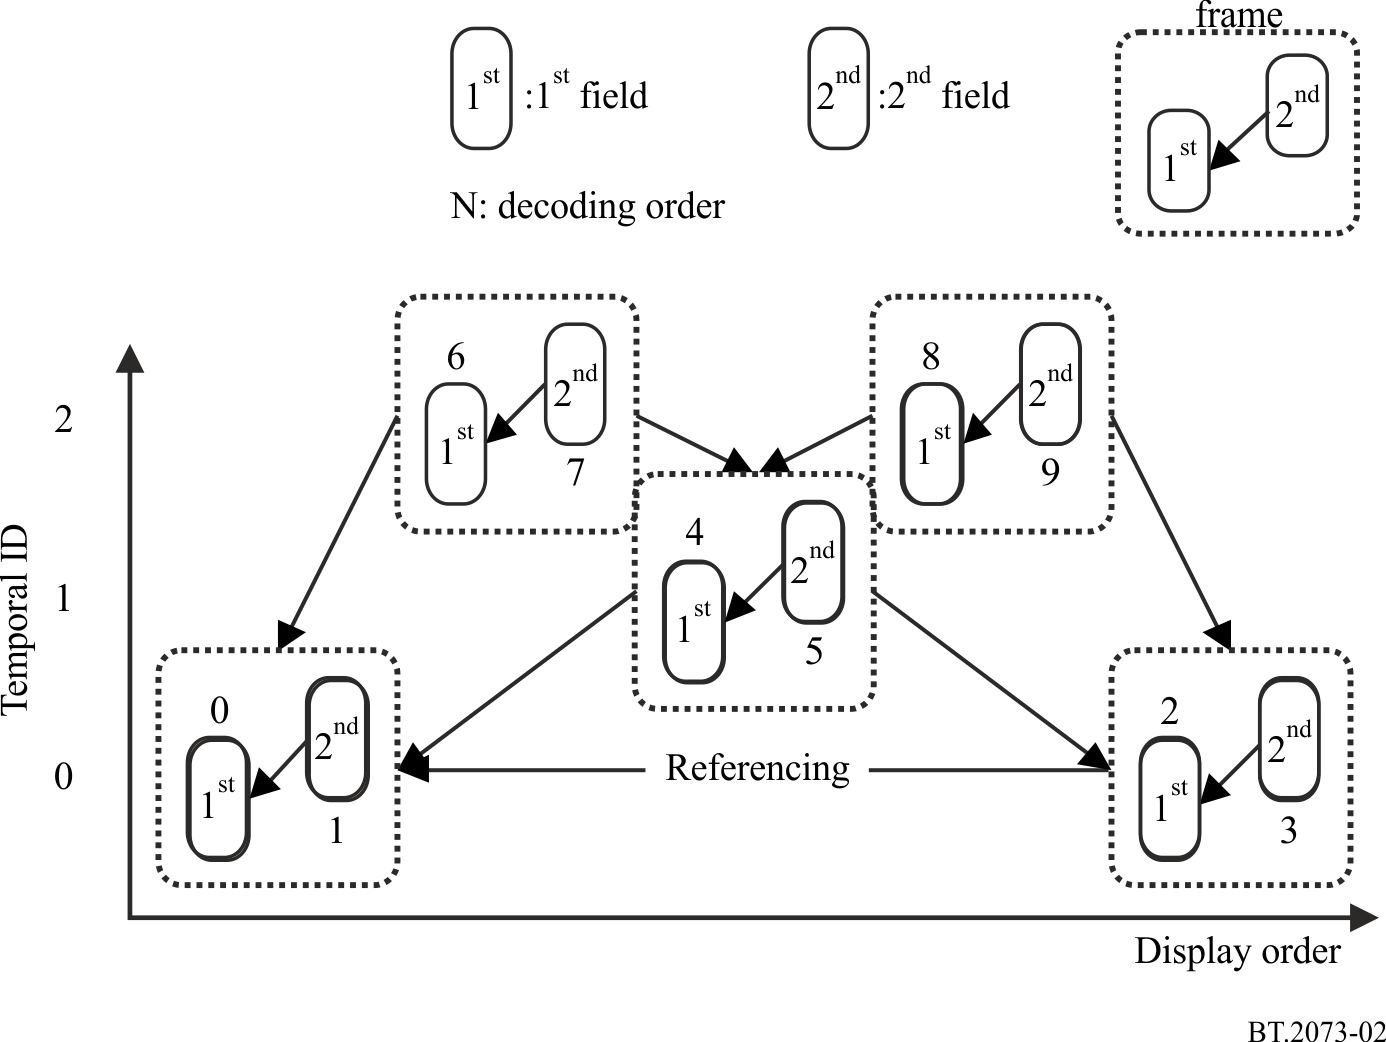 frame
1st :1st field
2nd :2nd field
1st 2nd
N: decoding order
6 1st 2nd 7
8 1st 2nd 9
2
4 1st 2nd 5
1
Temporal ID
0 1st 2nd 1
Referencing
2 1st 2nd 3
0
Display order
BT.2073-02